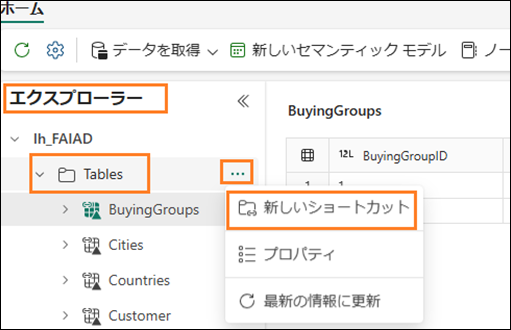 ホーム
データを取得
新しいセマンティック モデル
ノー
エクスプローラー
lh_FAIAD
Tables
...
BuyingGroups
Cities
Countries
Customer
新しいショートカット
プロパティ
最新の情報に更新
BuyingGroups
12L BuyingGroupID
1 1